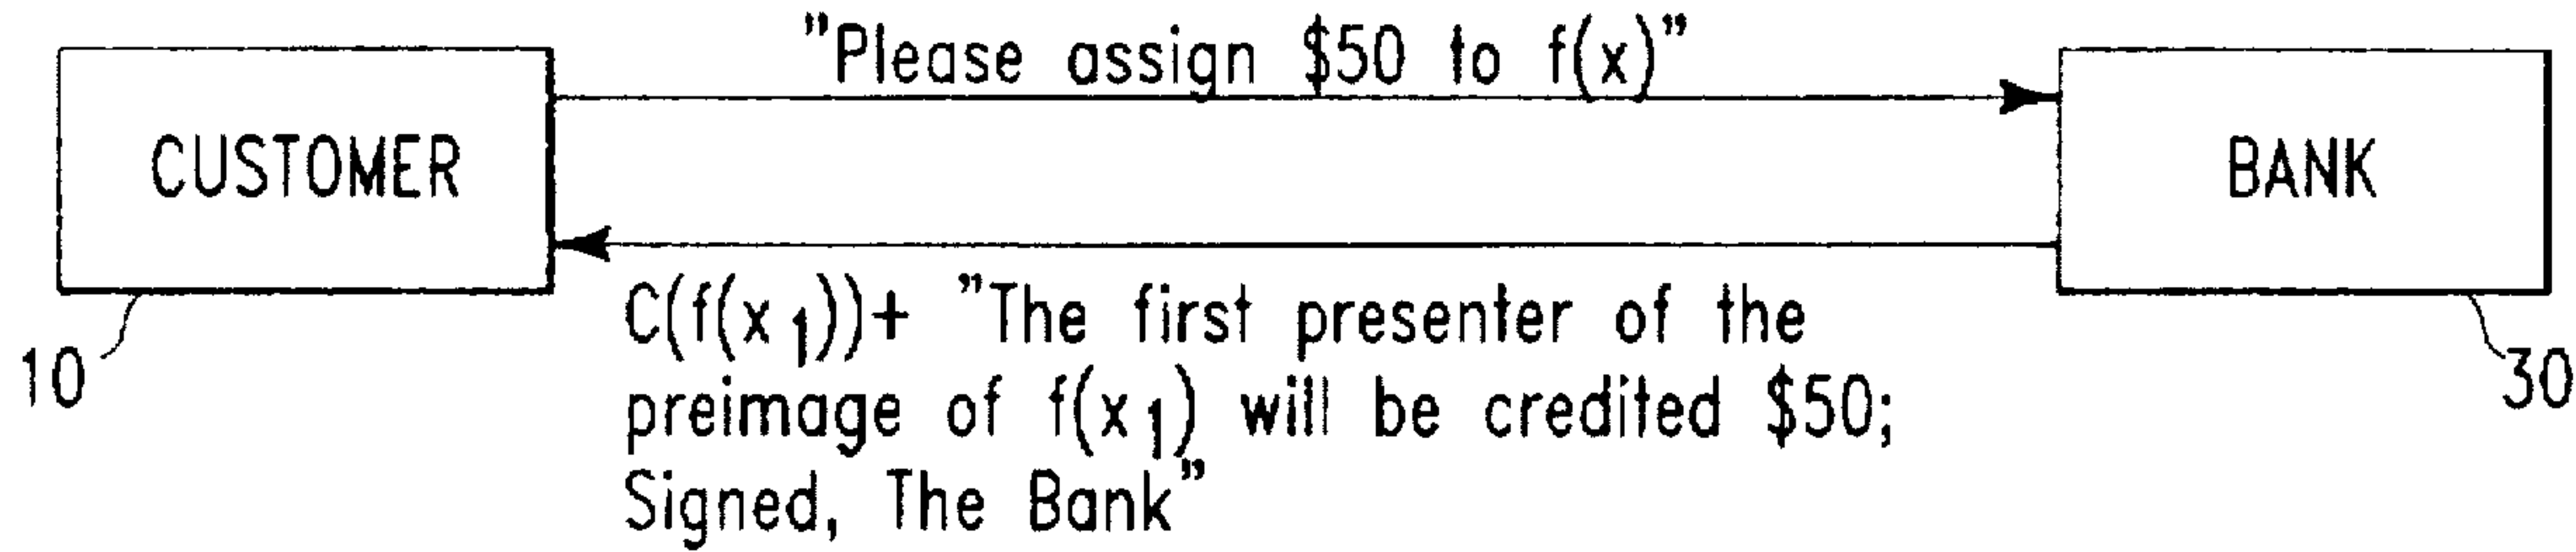 "Please assign $50 to f(x)"
CUSTOMER
BANK
C(f(x₁))+ "The first presenter of the
preimage of f(x₁) will be credited $50;
Signed, The Bank"
10
30